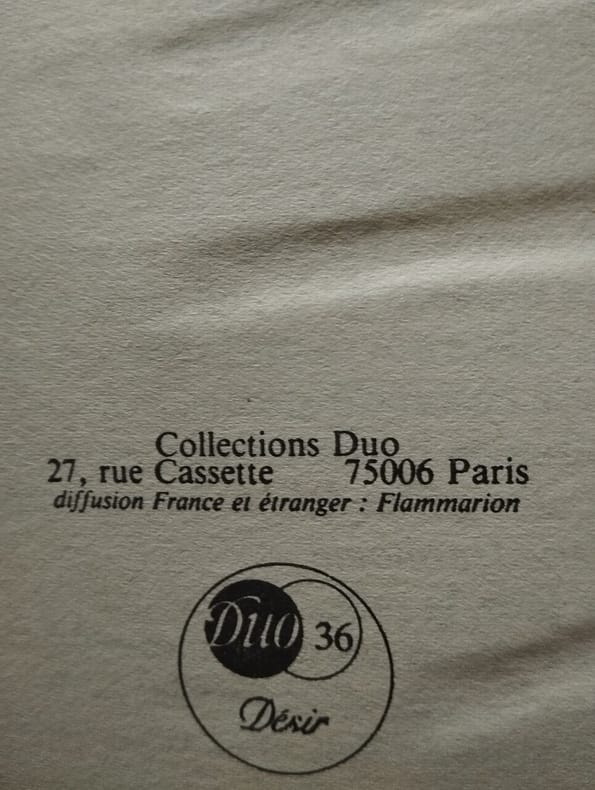 Collections Duo
27, rue Cassette 75006 Paris
diffusion France et étranger : Flammarion
Duo 36
Désir